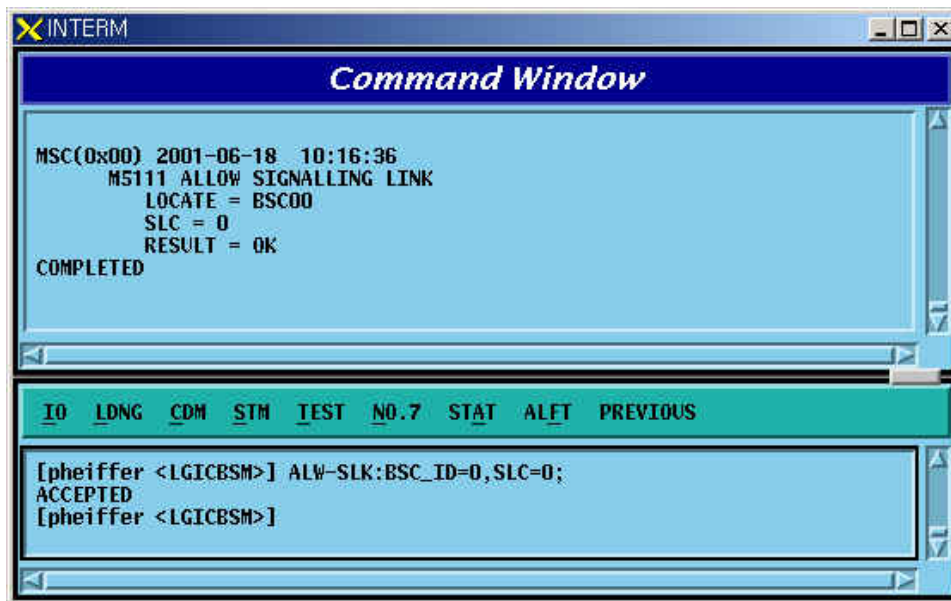 INTERM
Command Window
MSC(0x00) 2001-06-18 10:16:36
M5111 ALLOW SIGNALLING LINK
LOCATE = BSC00
SLC = 0
RESULT = OK
COMPLETED
IO LDNG CDM STM TEST NO.7 STAT ALFT PREVIOUS
[pheiffer <LGICBSM>] ALW-SLK:BSC_ID=0,SLC=0;
ACCEPTED
[pheiffer <LGICBSM>]